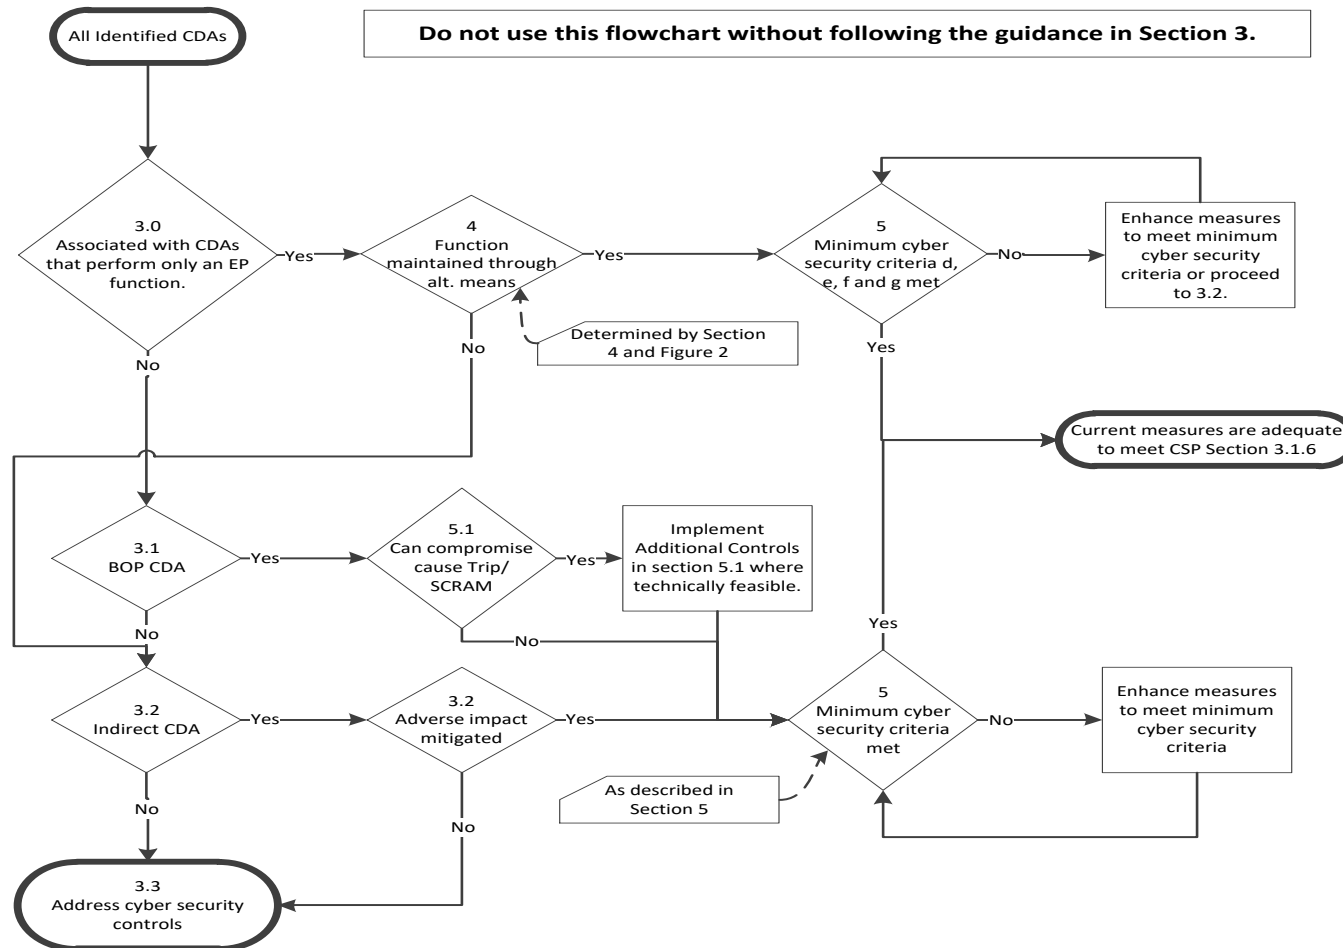 All Identified CDAs
Do not use this flowchart without following the guidance in Section 3.
3.0
Associated with CDAs
that perform only an EP
function.
Yes
4
Function
maintained through
alt. means
Yes
5
Minimum cyber
security criteria d,
e, f and g met
No
Enhance measures
to meet minimum
cyber security
criteria or proceed
to 3.2.
No
No
Determined by Section
4 and Figure 2
Yes
Current measures are adequate
to meet CSP Section 3.1.6
3.1
BOP CDA
Yes
5.1
Can compromise
cause Trip/
SCRAM
Yes
Implement
Additional Controls
in section 5.1 where
technically feasible.
No
No
Yes
3.2
Indirect CDA
Yes
3.2
Adverse impact
mitigated
Yes
5
Minimum cyber
security criteria
met
No
Enhance measures
to meet minimum
cyber security
criteria
As described in
Section 5
No
No
3.3
Address cyber security
controls